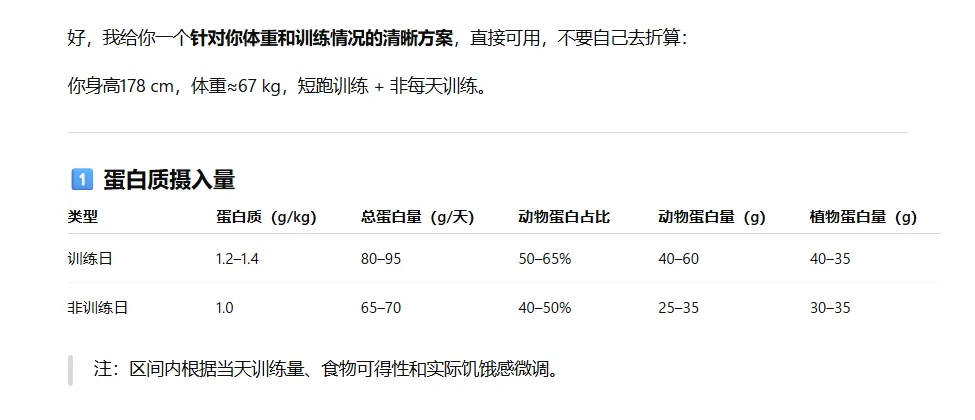 好，我给你一个针对你体重和训练情况的清晰方案，直接可用，不要自己去折算：
你身高178 cm，体重≈67 kg，短跑训练 + 非每天训练。
1 蛋白质摄入量
类型 蛋白质（g/kg） 总蛋白量（g/天） 动物蛋白占比 动物蛋白量（g） 植物蛋白量（g）
训练日 1.2–1.4 80–95 50–65% 40–60 40–35
非训练日 1.0 65–70 40–50% 25–35 30–35
注：区间内根据当天训练量、食物可得性和实际饥饿感微调。